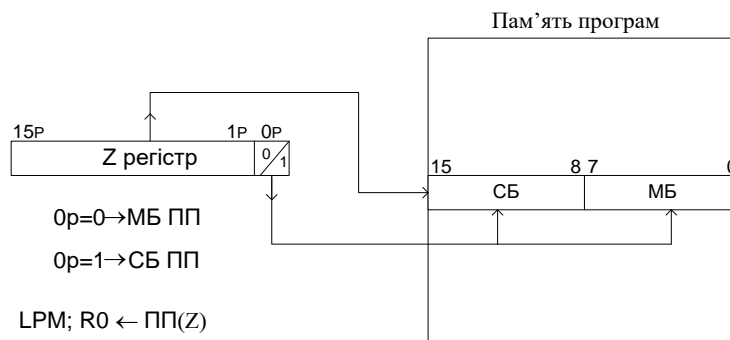 Пам’ять програм
15Р 1Р 0Р
Z регістр 0 1
15 8 7 0
СБ МБ
0р=0→МБ ПП
0р=1→СБ ПП
LPM; R0 ← ПП(Z)